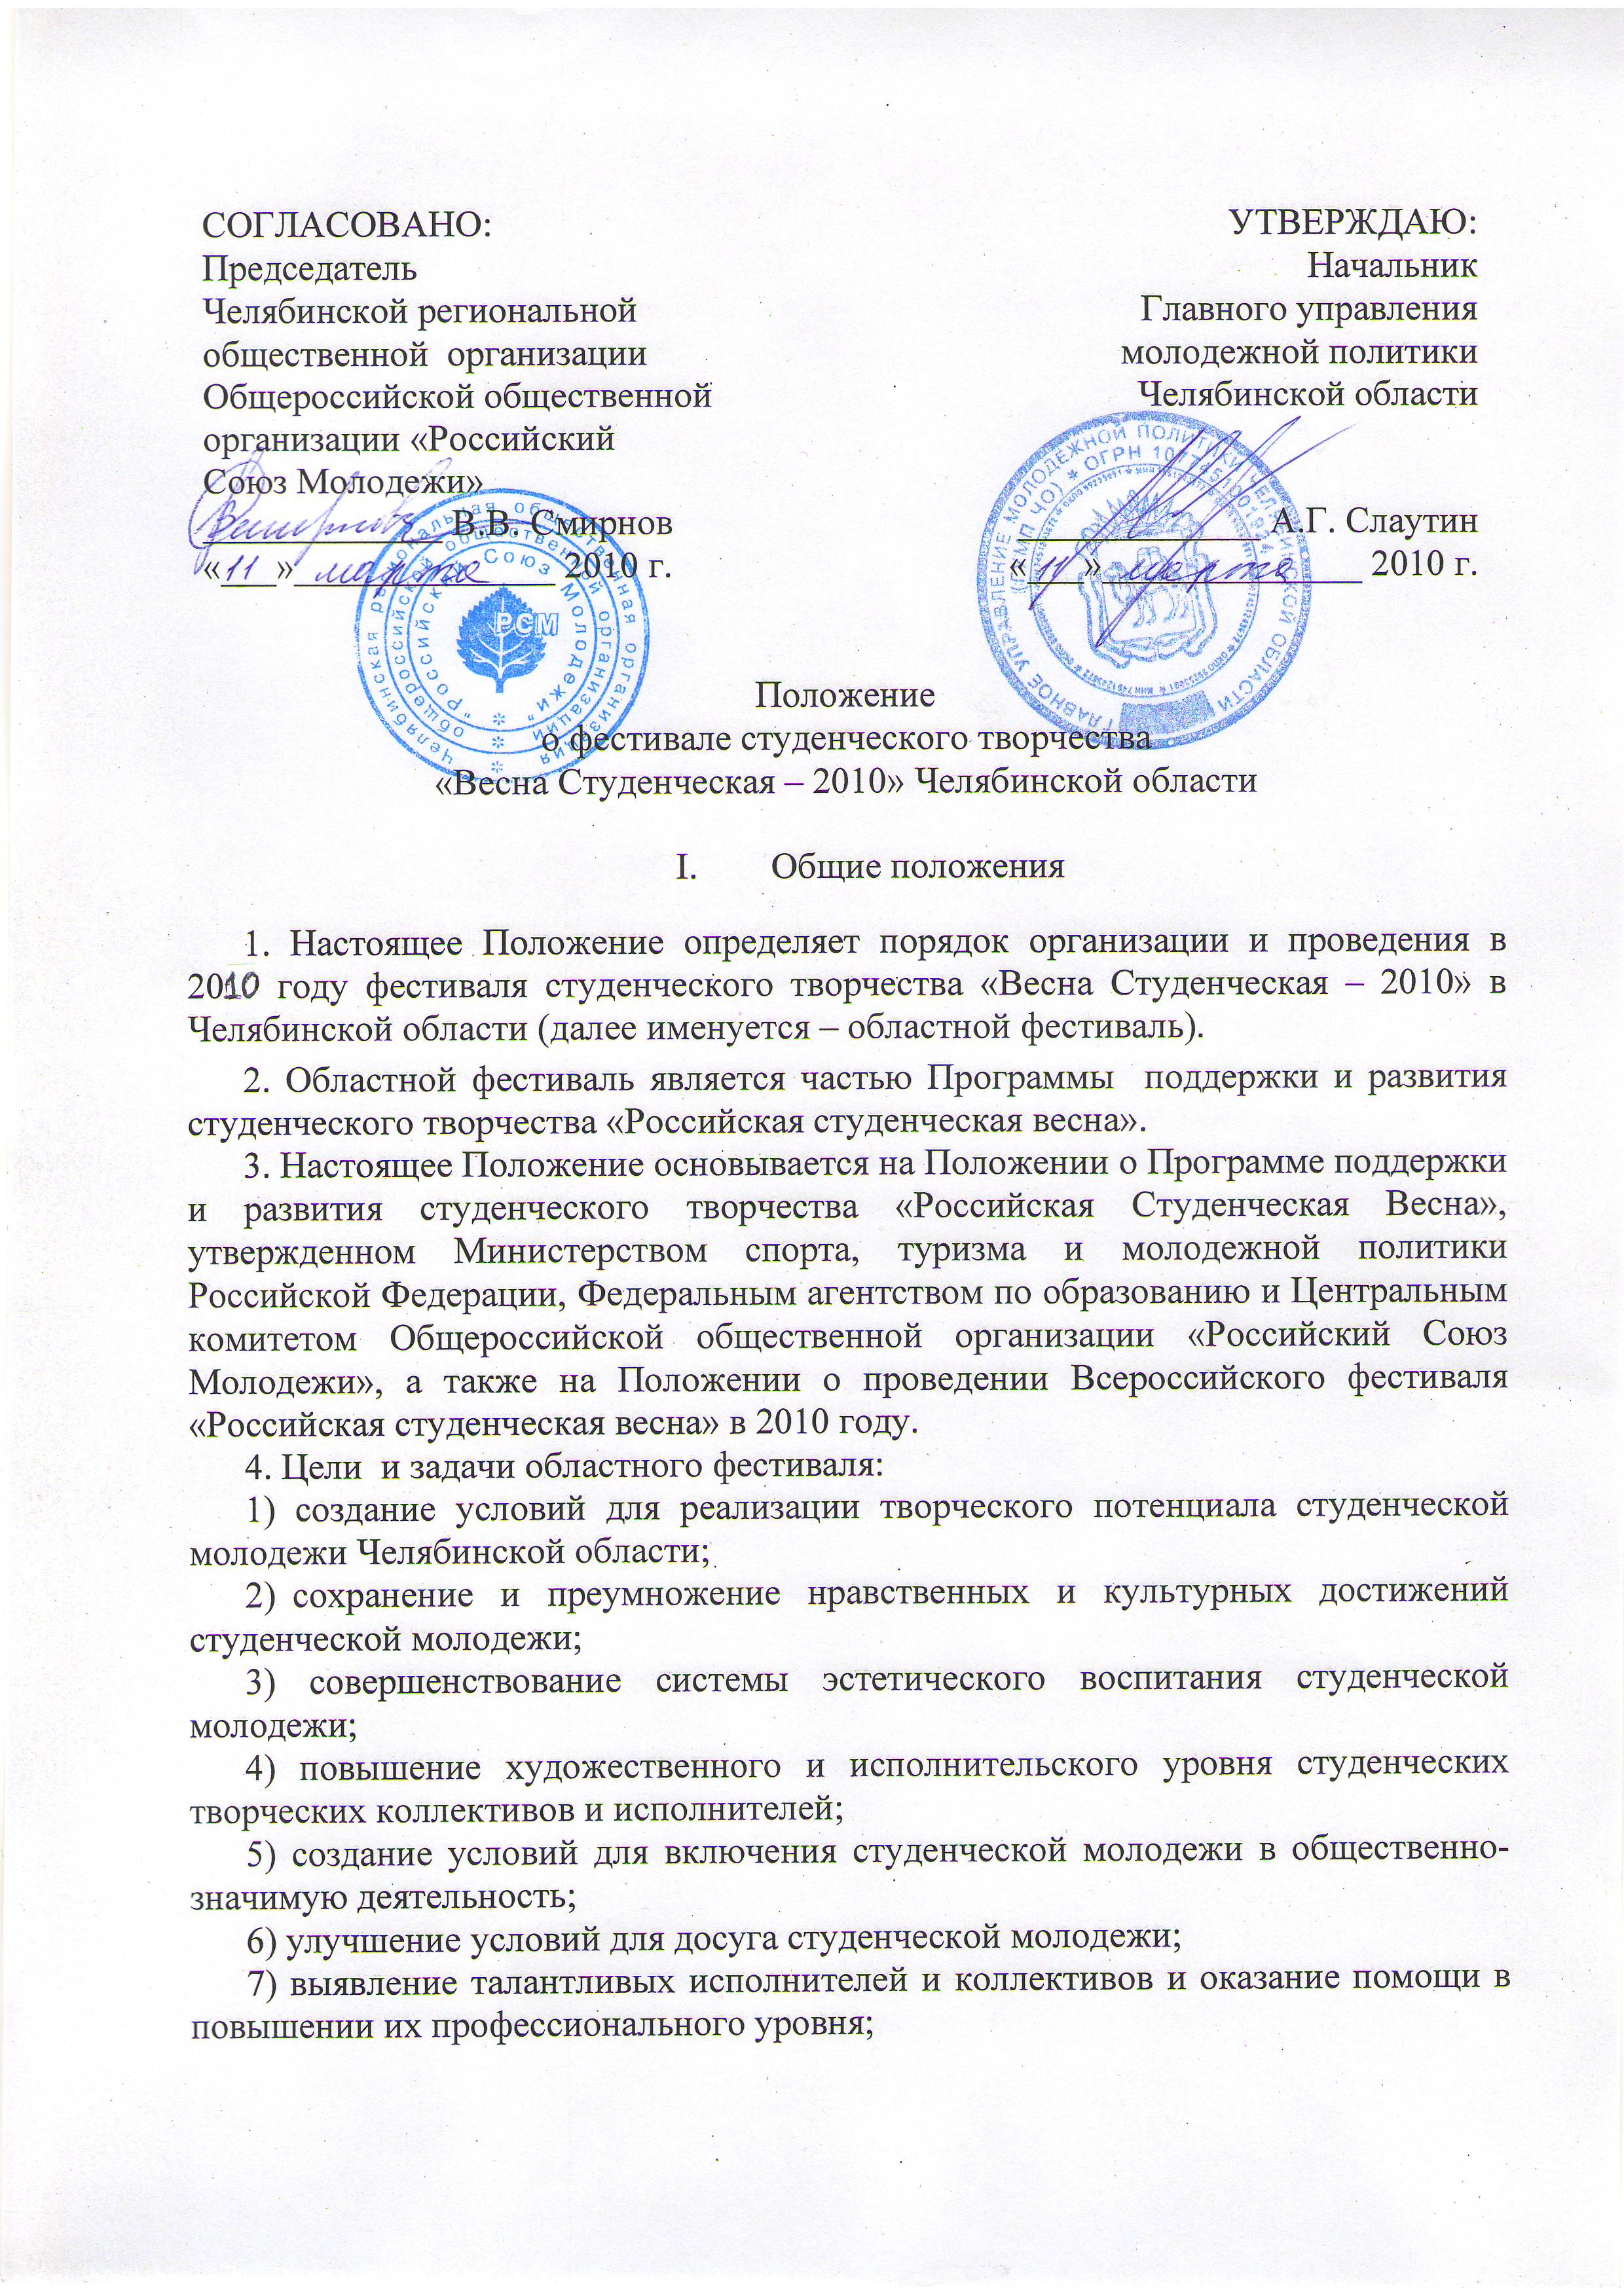 СОГЛАСОВАНО:
Председатель
Челябинской региональной
общественной организации
Общероссийской общественной
организации «Российский
Союз Молодежи»
В.В. Смирнов
«11» марта 2010 г.
УТВЕРЖДАЮ:
Начальник
Главного управления
молодежной политики
Челябинской области
А.Г. Слаутин
«11» марта 2010 г.
Челябинская региональная общественная организация
общероссийской общественной организации
"Российский Союз Молодежи"
РСМ
ГЛАВНОЕ УПРАВЛЕНИЕ МОЛОДЕЖНОЙ ПОЛИТИКИ ЧЕЛЯБИНСКОЙ ОБЛАСТИ
Положение
о фестивале студенческого творчества
«Весна Студенческая – 2010» Челябинской области
I. Общие положения
1. Настоящее Положение определяет порядок организации и проведения в
2010 году фестиваля студенческого творчества «Весна Студенческая – 2010» в
Челябинской области (далее именуется – областной фестиваль).
2. Областной фестиваль является частью Программы поддержки и развития
студенческого творчества «Российская студенческая весна».
3. Настоящее Положение основывается на Положении о Программе поддержки
и развития студенческого творчества «Российская Студенческая Весна»,
утвержденном Министерством спорта, туризма и молодежной политики
Российской Федерации, Федеральным агентством по образованию и Центральным
комитетом Общероссийской общественной организации «Российский Союз
Молодежи», а также на Положении о проведении Всероссийского фестиваля
«Российская студенческая весна» в 2010 году.
4. Цели и задачи областного фестиваля:
1) создание условий для реализации творческого потенциала студенческой
молодежи Челябинской области;
2) сохранение и преумножение нравственных и культурных достижений
студенческой молодежи;
3) совершенствование системы эстетического воспитания студенческой
молодежи;
4) повышение художественного и исполнительского уровня студенческих
творческих коллективов и исполнителей;
5) создание условий для включения студенческой молодежи в общественно-
значимую деятельность;
6) улучшение условий для досуга студенческой молодежи;
7) выявление талантливых исполнителей и коллективов и оказание помощи в
повышении их профессионального уровня;